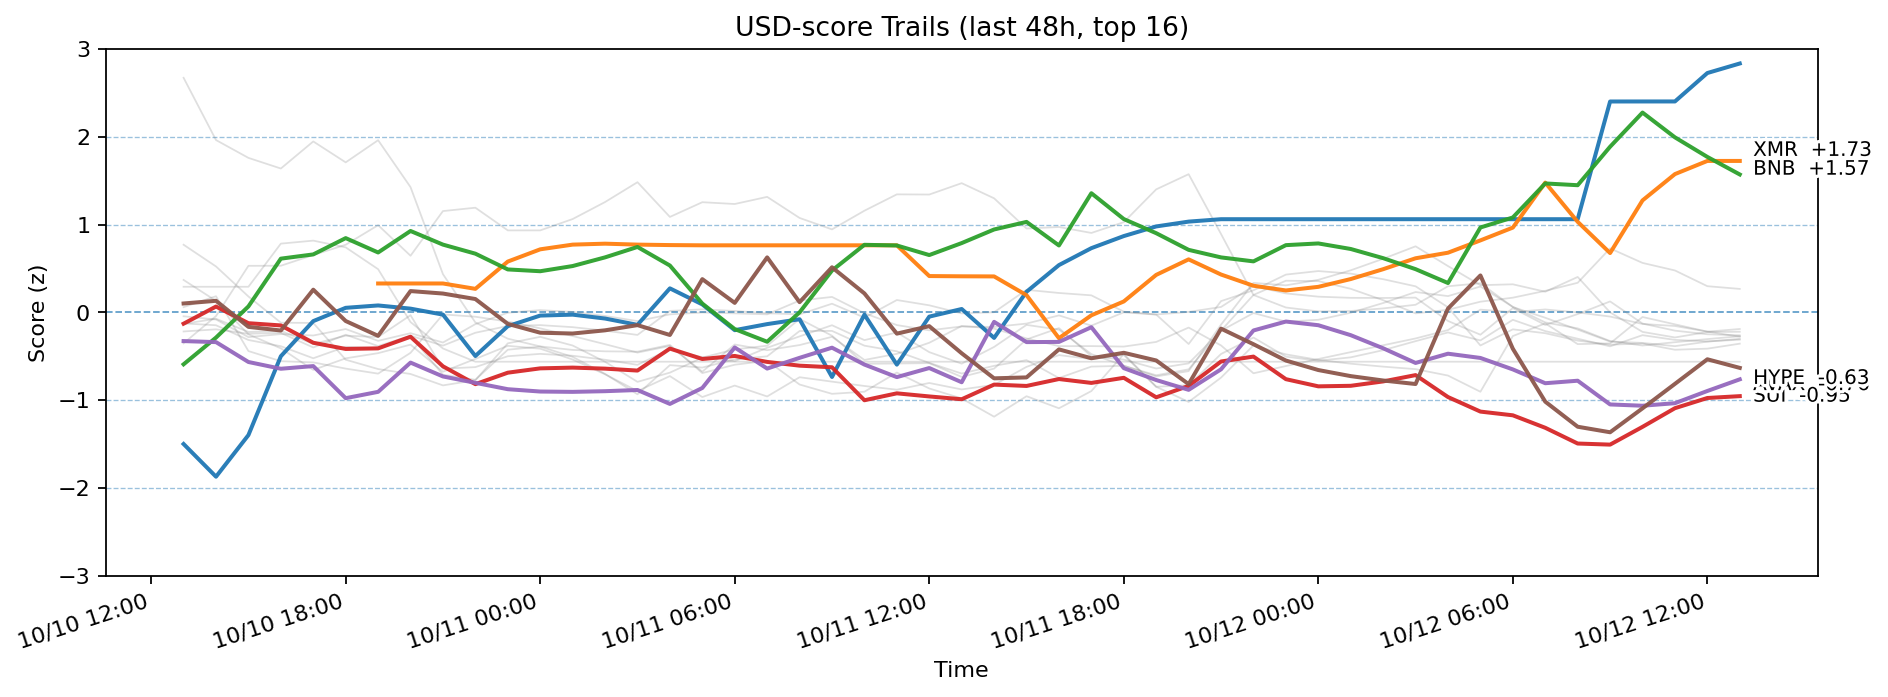 USD-score Trails (last 48h, top 16)
Score (z)
3
2
1
0
−1
−2
−3
XMR +1.73
BNB +1.57
HYPE -0.63
SUI -0.95
10/10 12:00
10/10 18:00
10/11 00:00
10/11 06:00
10/11 12:00
10/11 18:00
10/12 00:00
10/12 06:00
10/12 12:00
Time